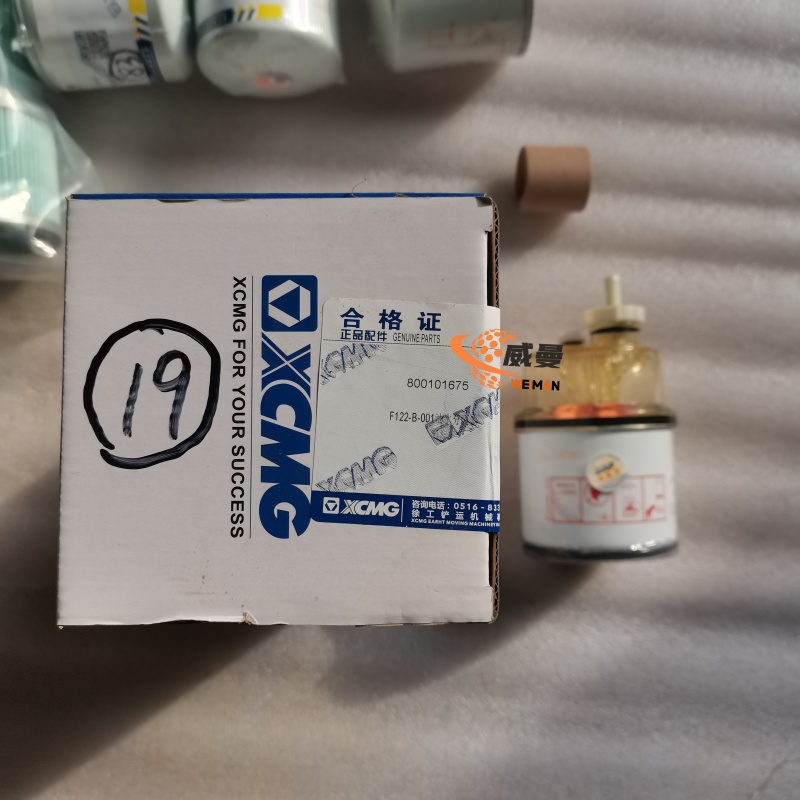 19
XCMG FOR YOUR SUCCESS
XCMG
合格证
正品配件 GENUINE PARTS
XCMG
800101675
F122-B-001
XCMG
XCMG
XCMG
咨询电话：0516-833
徐工铲运机械
XCMG EARHT MOVING MACHINERY
威曼
WEMAN